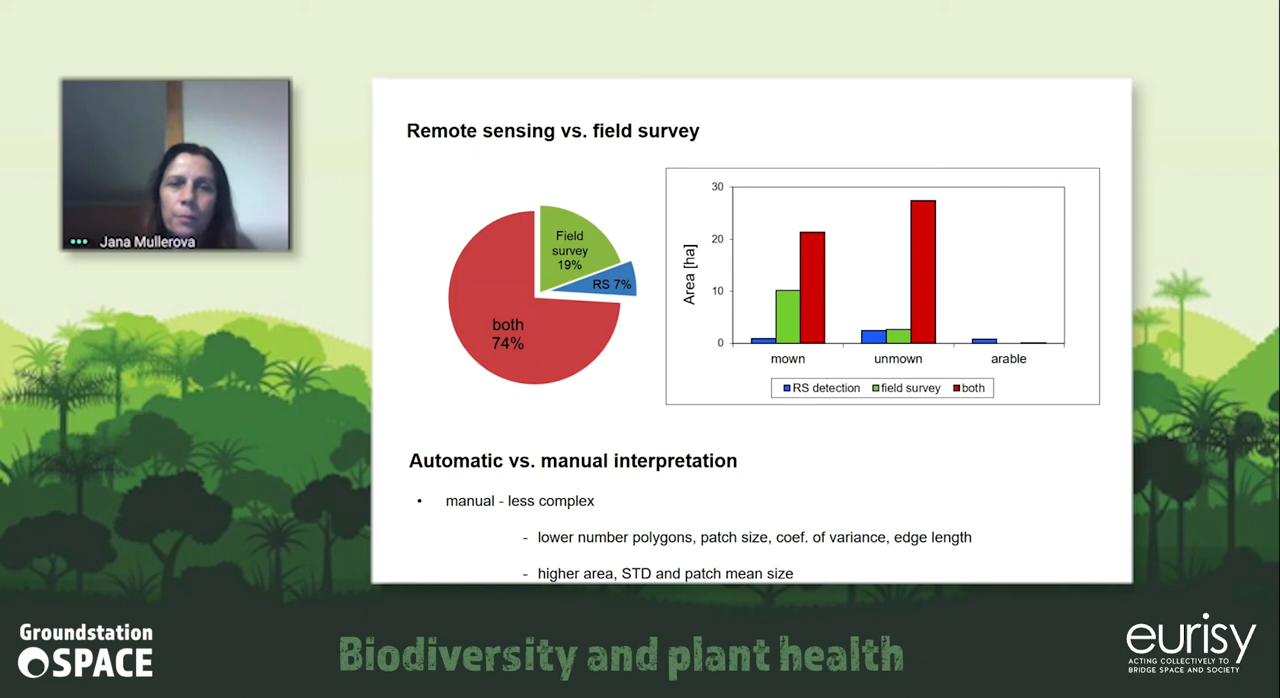 Jana Mullerova
Remote sensing vs. field survey
Field
survey
19%
RS 7%
both
74%
Area [ha]
30
20
10
0
mown
unmown
arable
RS detection
field survey
both
Automatic vs. manual interpretation
• manual - less complex
- lower number polygons, patch size, coef. of variance, edge length
- higher area, STD and patch mean size
Groundstation
SPACE
Biodiversity and plant health
eurisy
ACTING COLLECTIVELY TO
BRIDGE SPACE AND SOCIETY